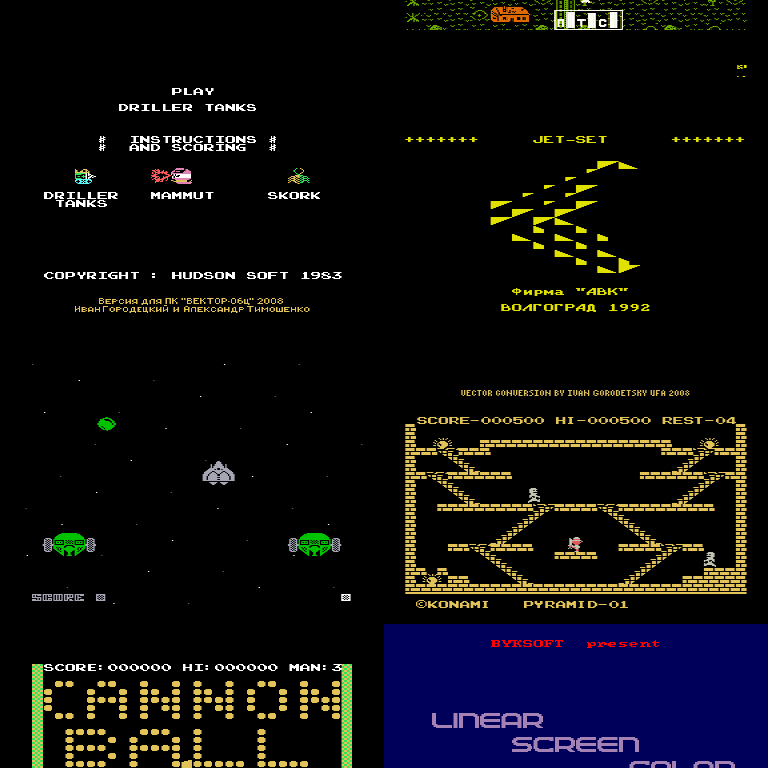 PLAY
DRILLER TANKS
# INSTRUCTIONS #
# AND SCORING #
DRILLER TANKS
MAMMUT
SKORK
COPYRIGHT : HUDSON SOFT 1983
Версия для ПК "ВЕКТОР-06ц" 2008
Иван Городецкий и Александр Тимошенко
+++++++ JET-SET +++++++
Фирма "АВК"
ВОЛГОГРАД 1992
SCORE
VECTOR CONVERSION BY IVAN GORODETSKY UFA 2008
SCORE-000500 HI-000500 REST-04
©KONAMI PYRAMID-01
SCORE:000000 HI:000000 MAN:3
CANNON
BALL
BYKSOFT present
LINEAR
SCREEN
COLOR